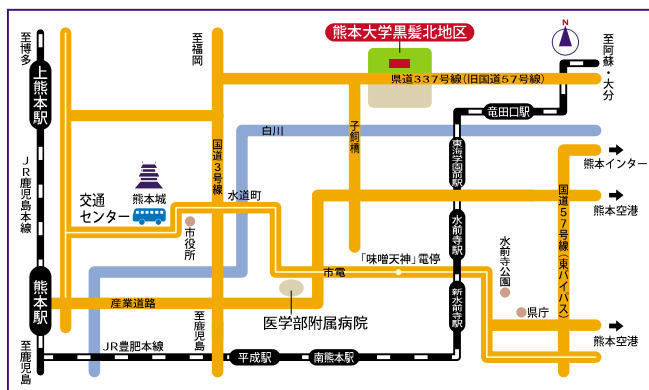 熊本大学黒髪北地区
N
至博多
至福岡
至阿蘇・大分
上熊本駅
県道337号線(旧国道57号線)
竜田口駅
子飼橋
白川
国道3号線
東海学園前駅
熊本インター
JR鹿児島本線
熊本城
交通
センター
水道町
国道57号線(東バイパス)
熊本空港
市役所
水前寺駅
水前寺公園
「味噌天神」電停
市電
熊本駅
産業道路
新水前寺駅
県庁
医学部附属病院
至鹿児島
熊本空港
至鹿児島
JR豊肥本線
平成駅
南熊本駅